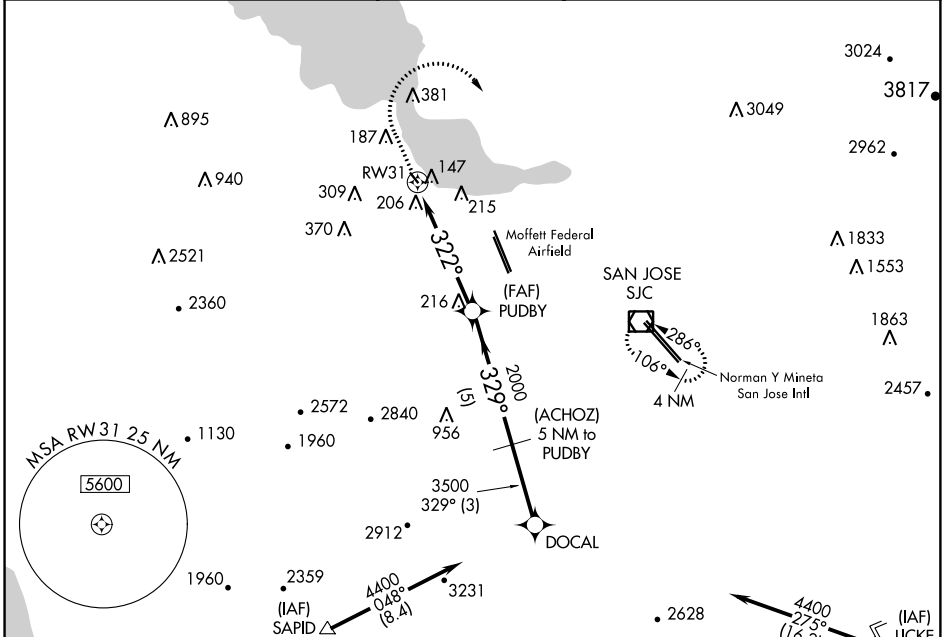 3024
3817
381
3049
895
187
2962
RW31
147
940
309
206
215
370
1833
Moffett Federal
Airfield
322°
2521
1553
SAN JOSE
SJC
2360
216
(FAF)
PUDBY
286°
1863
106°
2000
329°
(5)
Norman Y Mineta
San Jose Intl
4 NM
2457
2572
2840
956
(ACHOZ)
5 NM to
PUDBY
1130
1960
MSA RW31 25 NM
5600
3500
329° (3)
2912
DOCAL
1960
2359
4400
048°
(8.4)
3231
(IAF)
SAPID
2628
4400
275°
(IAF)